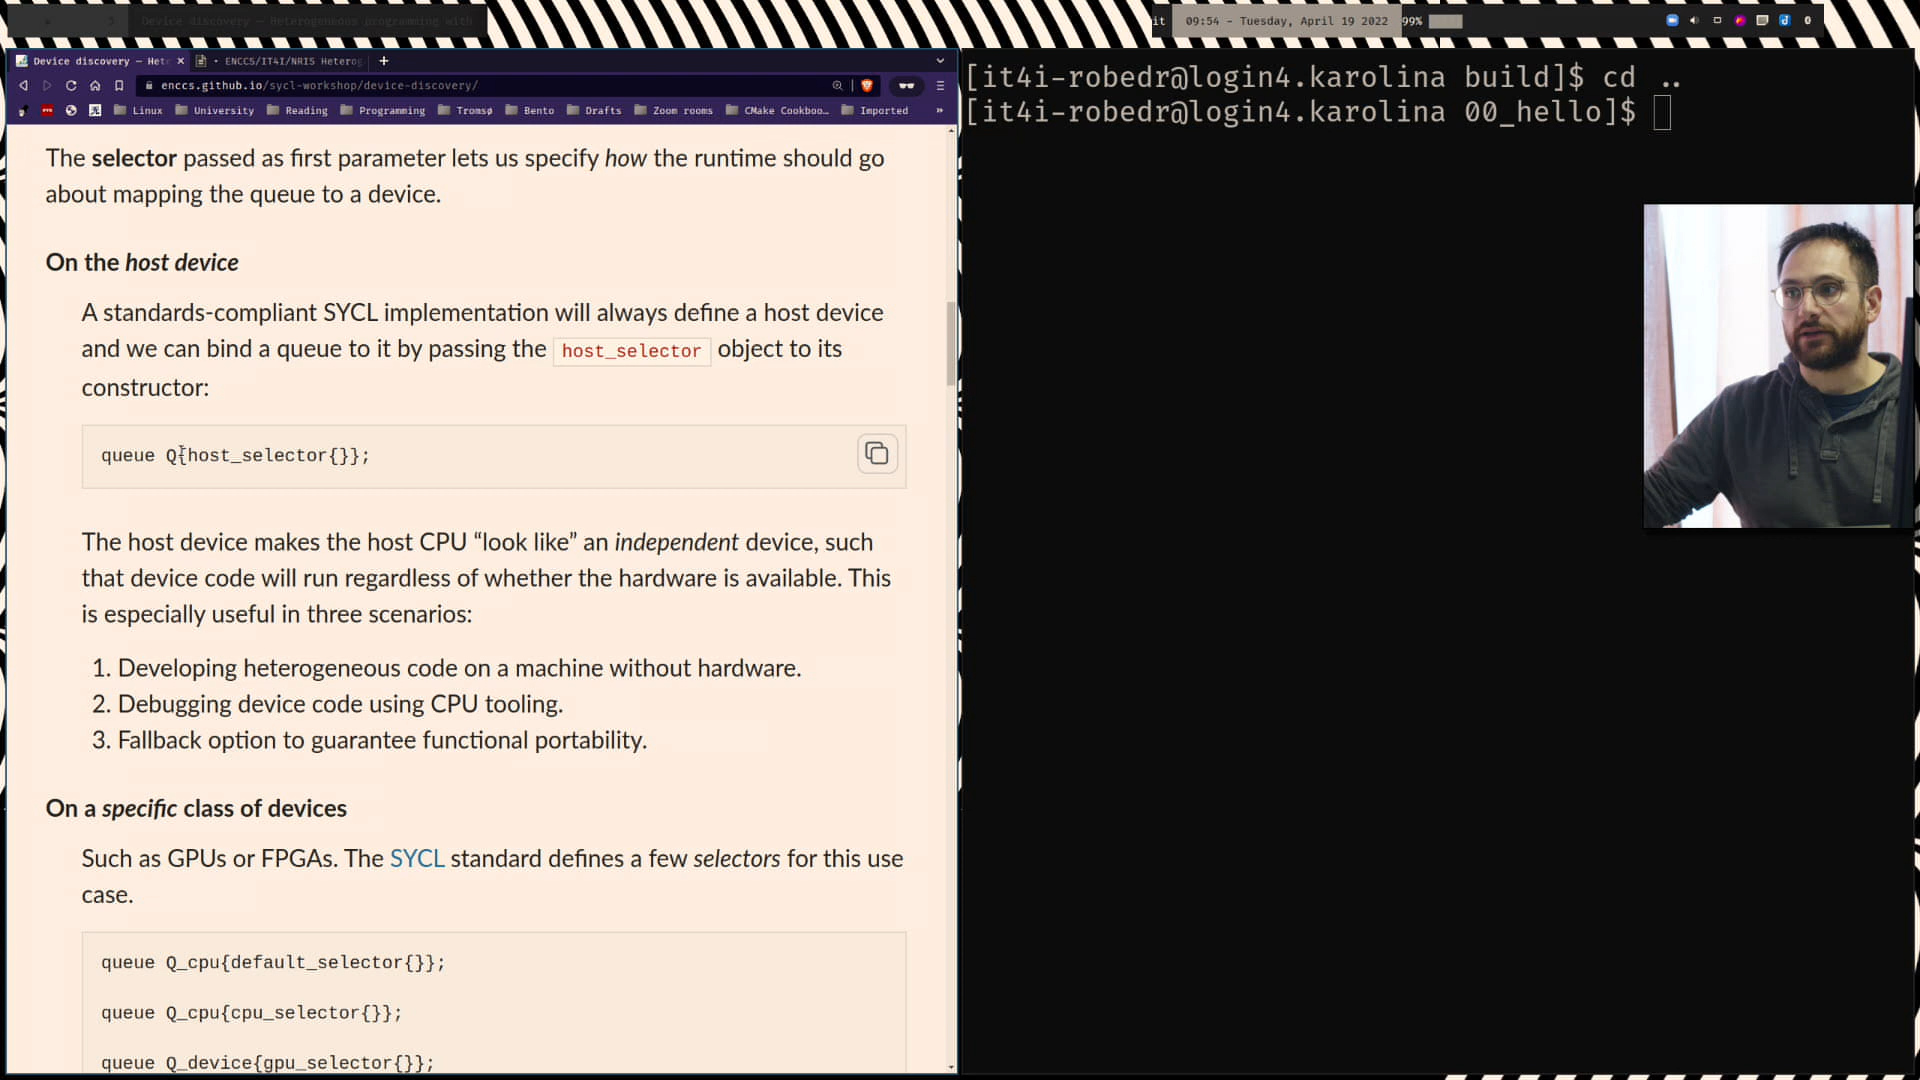 Device discovery — Heterogeneous programming with
it
09:54 - Tuesday, April 19 2022
99%
Device discovery — Hete
• ENCCS/IT4I/NRIS Heterog
enccs.github.io/sycl-workshop/device-discovery/
Linux University Reading Programming Tromsø Bento Drafts Zoom rooms CMake Cookboo… Imported »
The selector passed as first parameter lets us specify how the runtime should go
about mapping the queue to a device.
On the host device
A standards-compliant SYCL implementation will always define a host device
and we can bind a queue to it by passing the host_selector object to its
constructor:
queue Q{host_selector{}};
The host device makes the host CPU “look like” an independent device, such
that device code will run regardless of whether the hardware is available. This
is especially useful in three scenarios:
1. Developing heterogeneous code on a machine without hardware.
2. Debugging device code using CPU tooling.
3. Fallback option to guarantee functional portability.
On a specific class of devices
Such as GPUs or FPGAs. The SYCL standard defines a few selectors for this use
case.
queue Q_cpu{default_selector{}};
queue Q_cpu{cpu_selector{}};
queue Q_device{gpu_selector{}};
[it4i-robedr@login4.karolina build]$ cd ..
[it4i-robedr@login4.karolina 00_hello]$